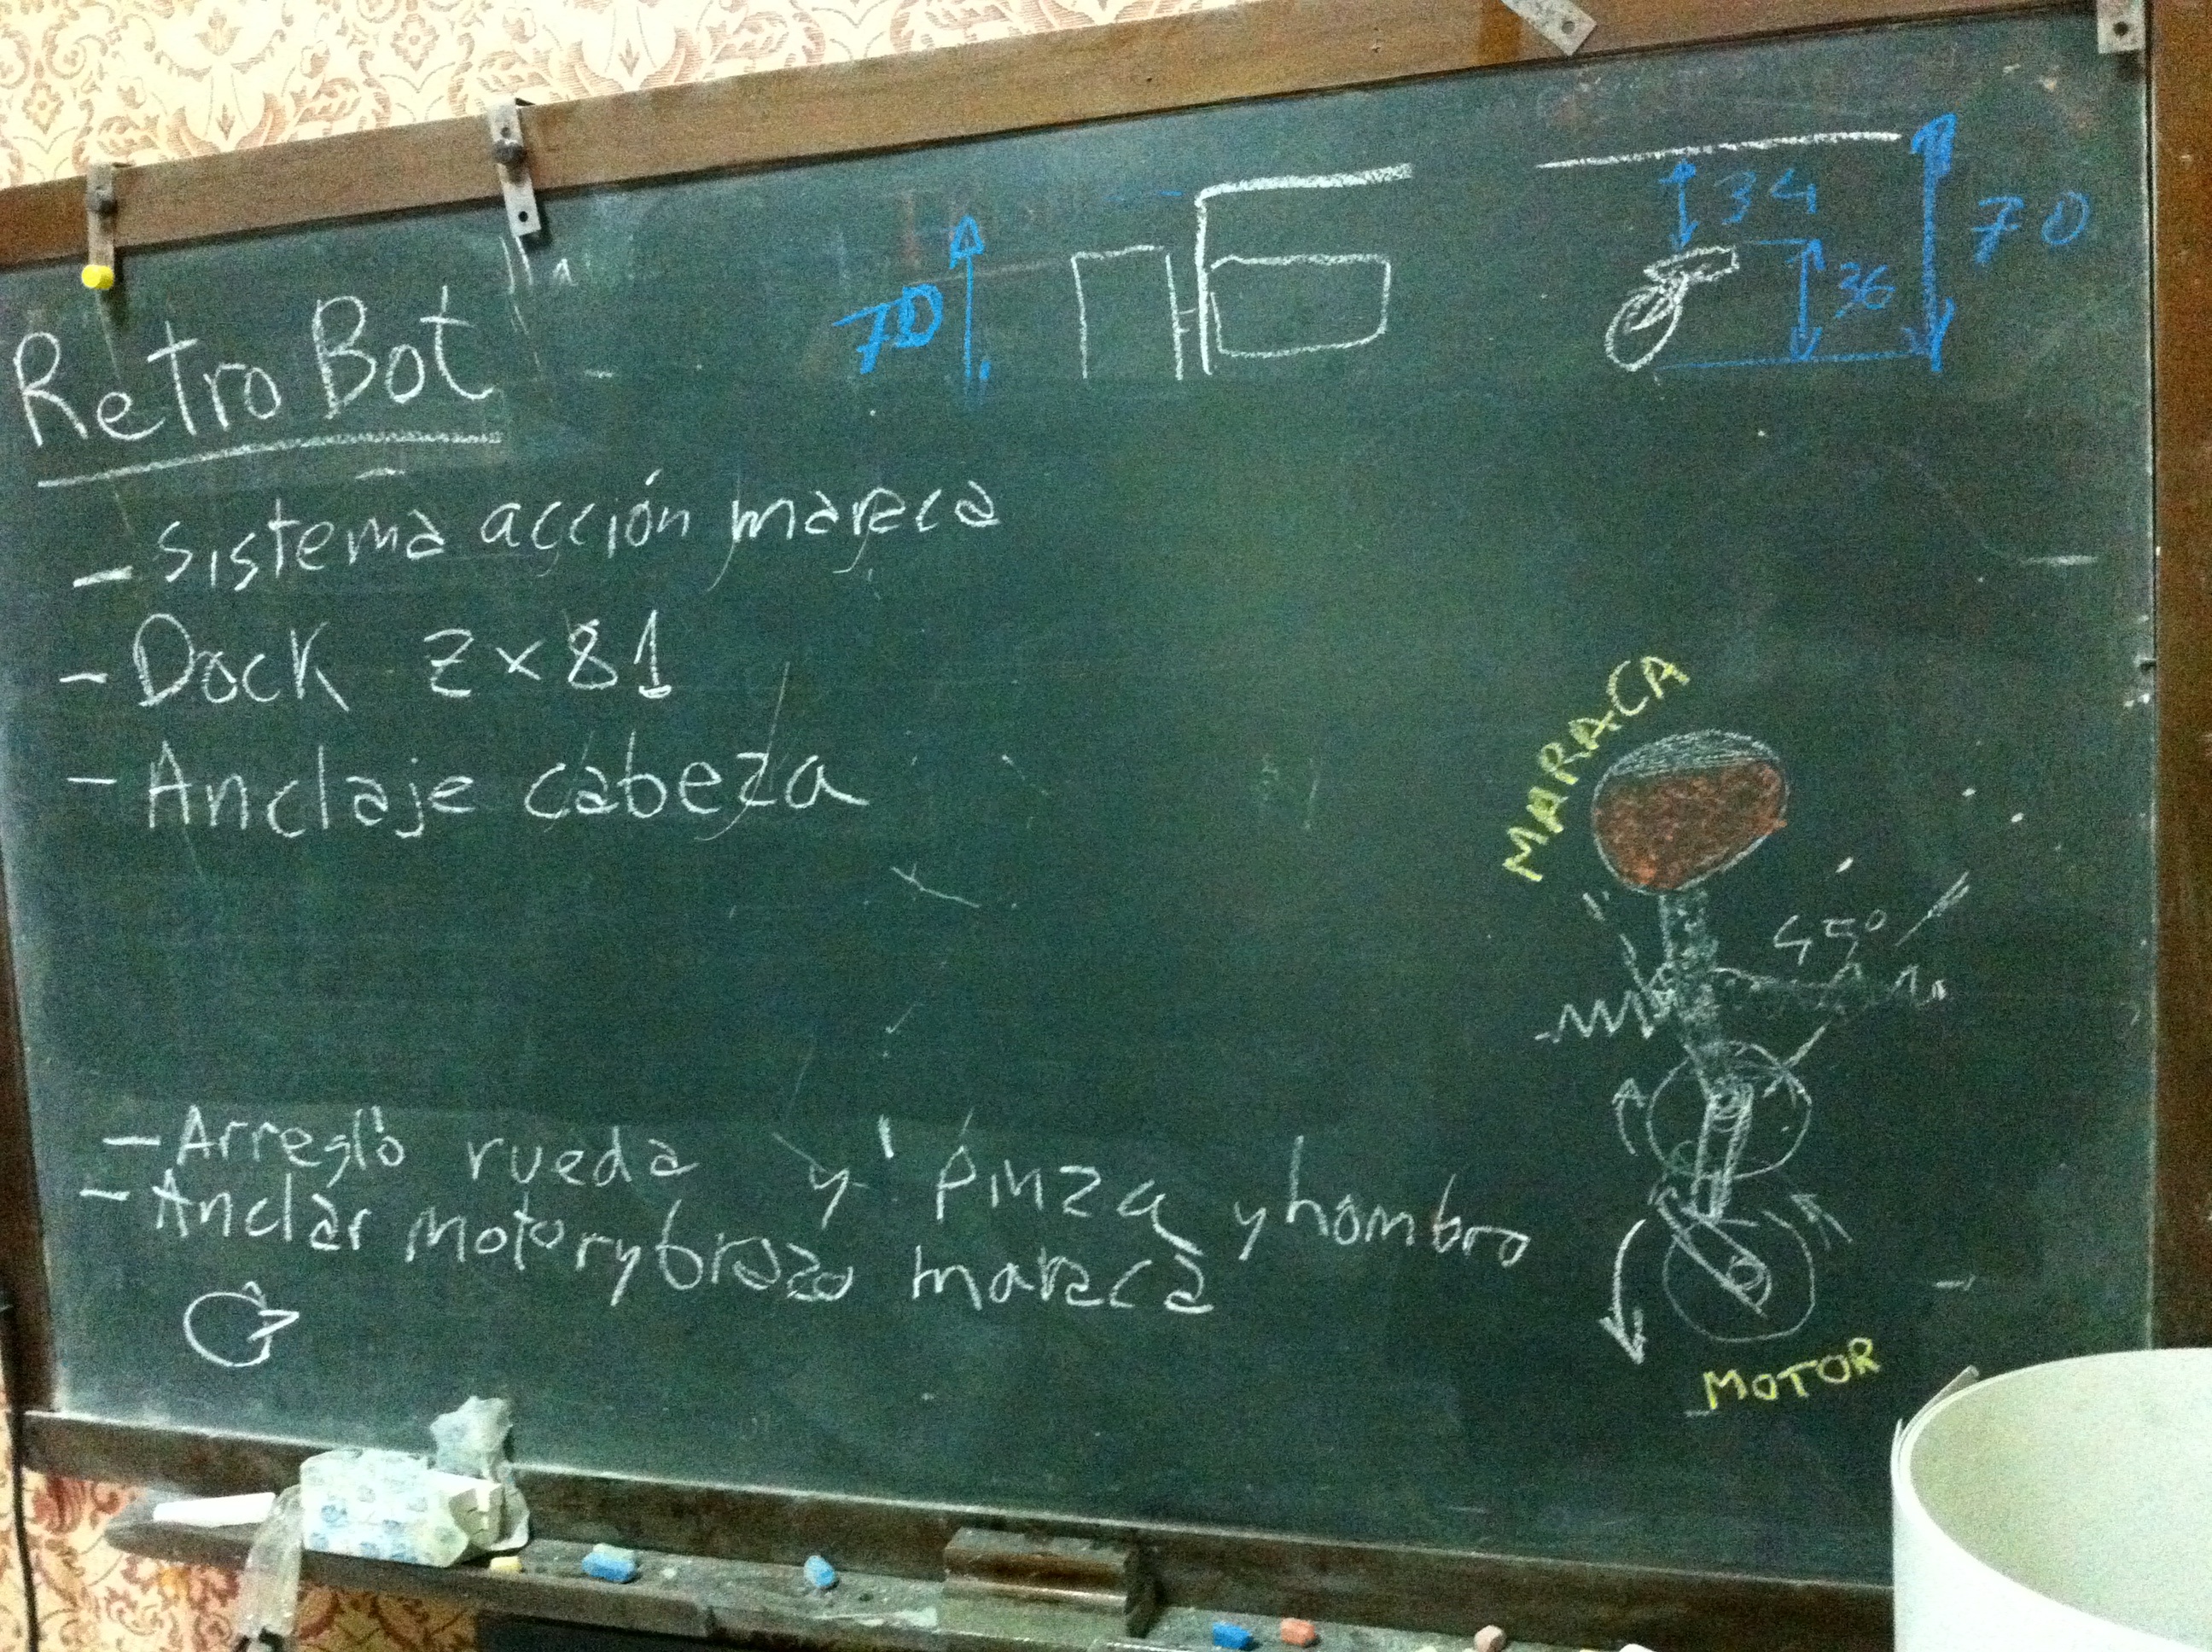 Retro Bot
70
34
36
70
- Sistema acción maraca
- Dock Zx81
- Anclaje cabeza
MARACA
45º
- Arreglo rueda y pinza y hombro
- Anclar motor y brazo maraca
MOTOR